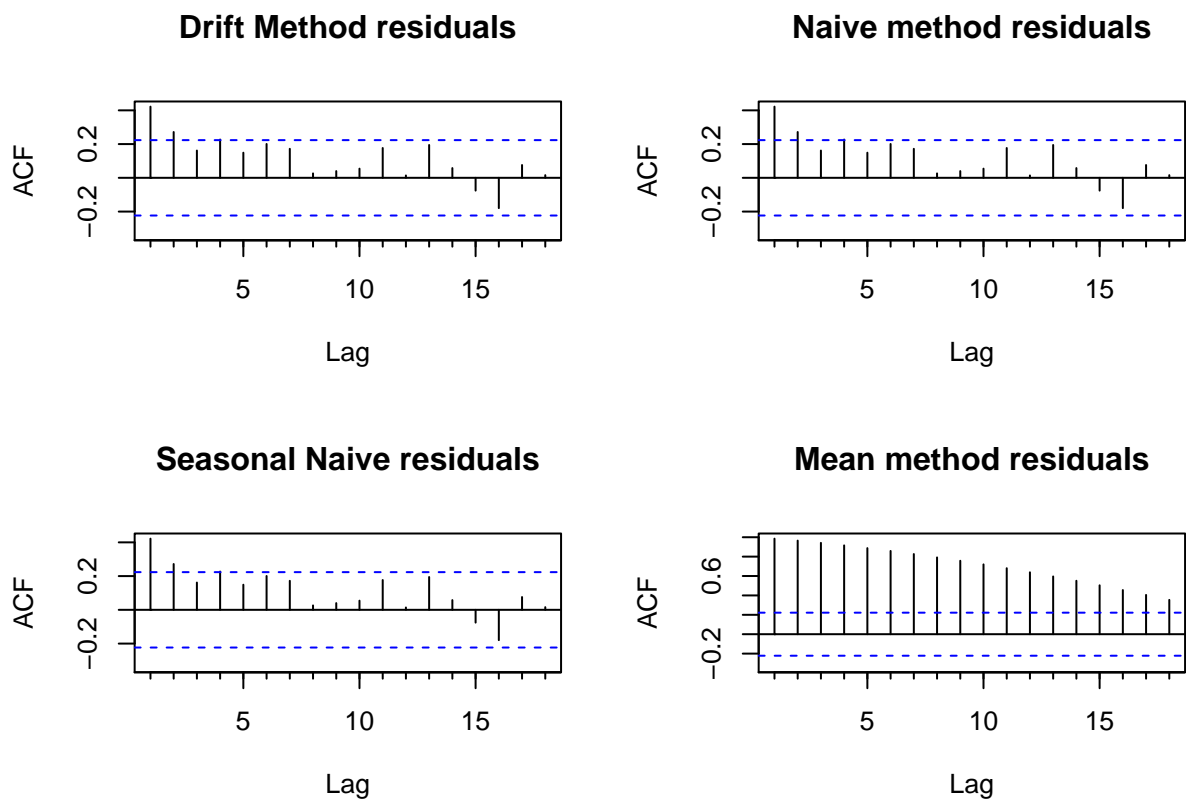 Drift Method residuals
ACF
0.2
−0.2
5 10 15
Lag
Naive method residuals
ACF
0.2
−0.2
5 10 15
Lag
Seasonal Naive residuals
ACF
0.2
−0.2
5 10 15
Lag
Mean method residuals
ACF
0.6
−0.2
5 10 15
Lag